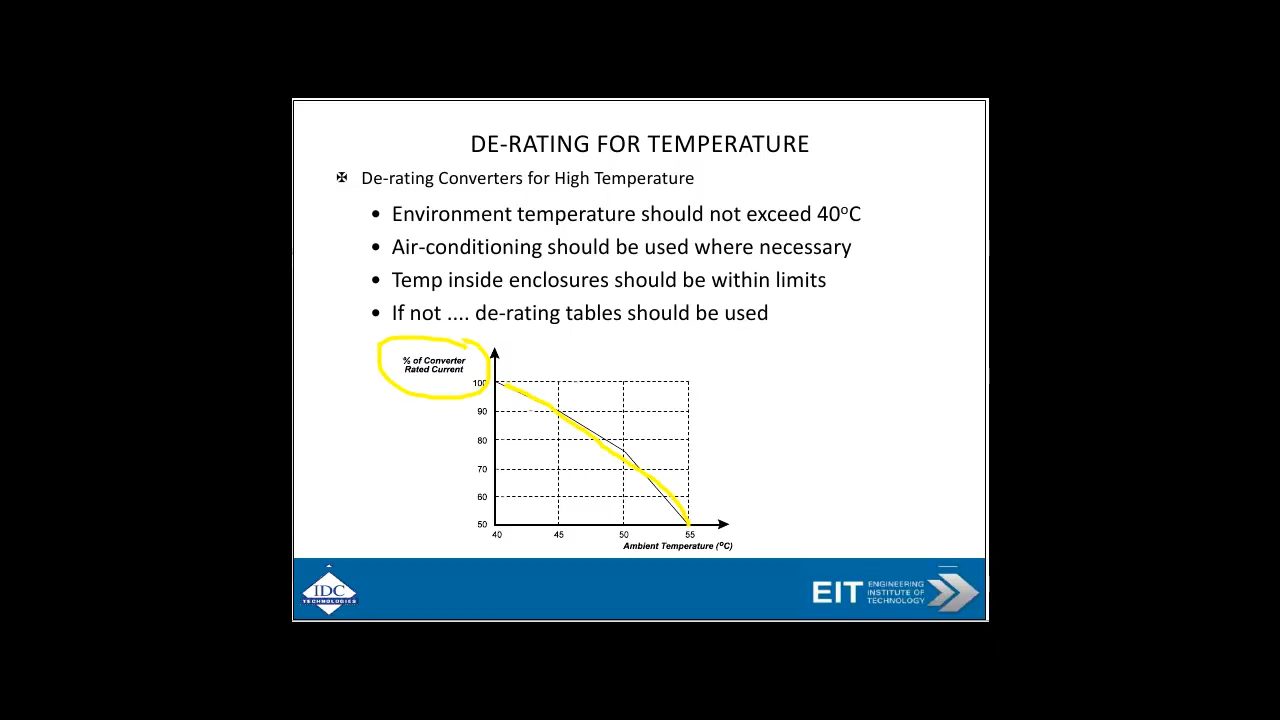 DE-RATING FOR TEMPERATURE
✠ De-rating Converters for High Temperature
• Environment temperature should not exceed 40ºC
• Air-conditioning should be used where necessary
• Temp inside enclosures should be within limits
• If not .... de-rating tables should be used
% of Converter
Rated Current
100
90
80
70
60
50
40 45 50 55
Ambient Temperature (ºC)
IDC
TECHNOLOGIES
EIT
ENGINEERING
INSTITUTE OF
TECHNOLOGY